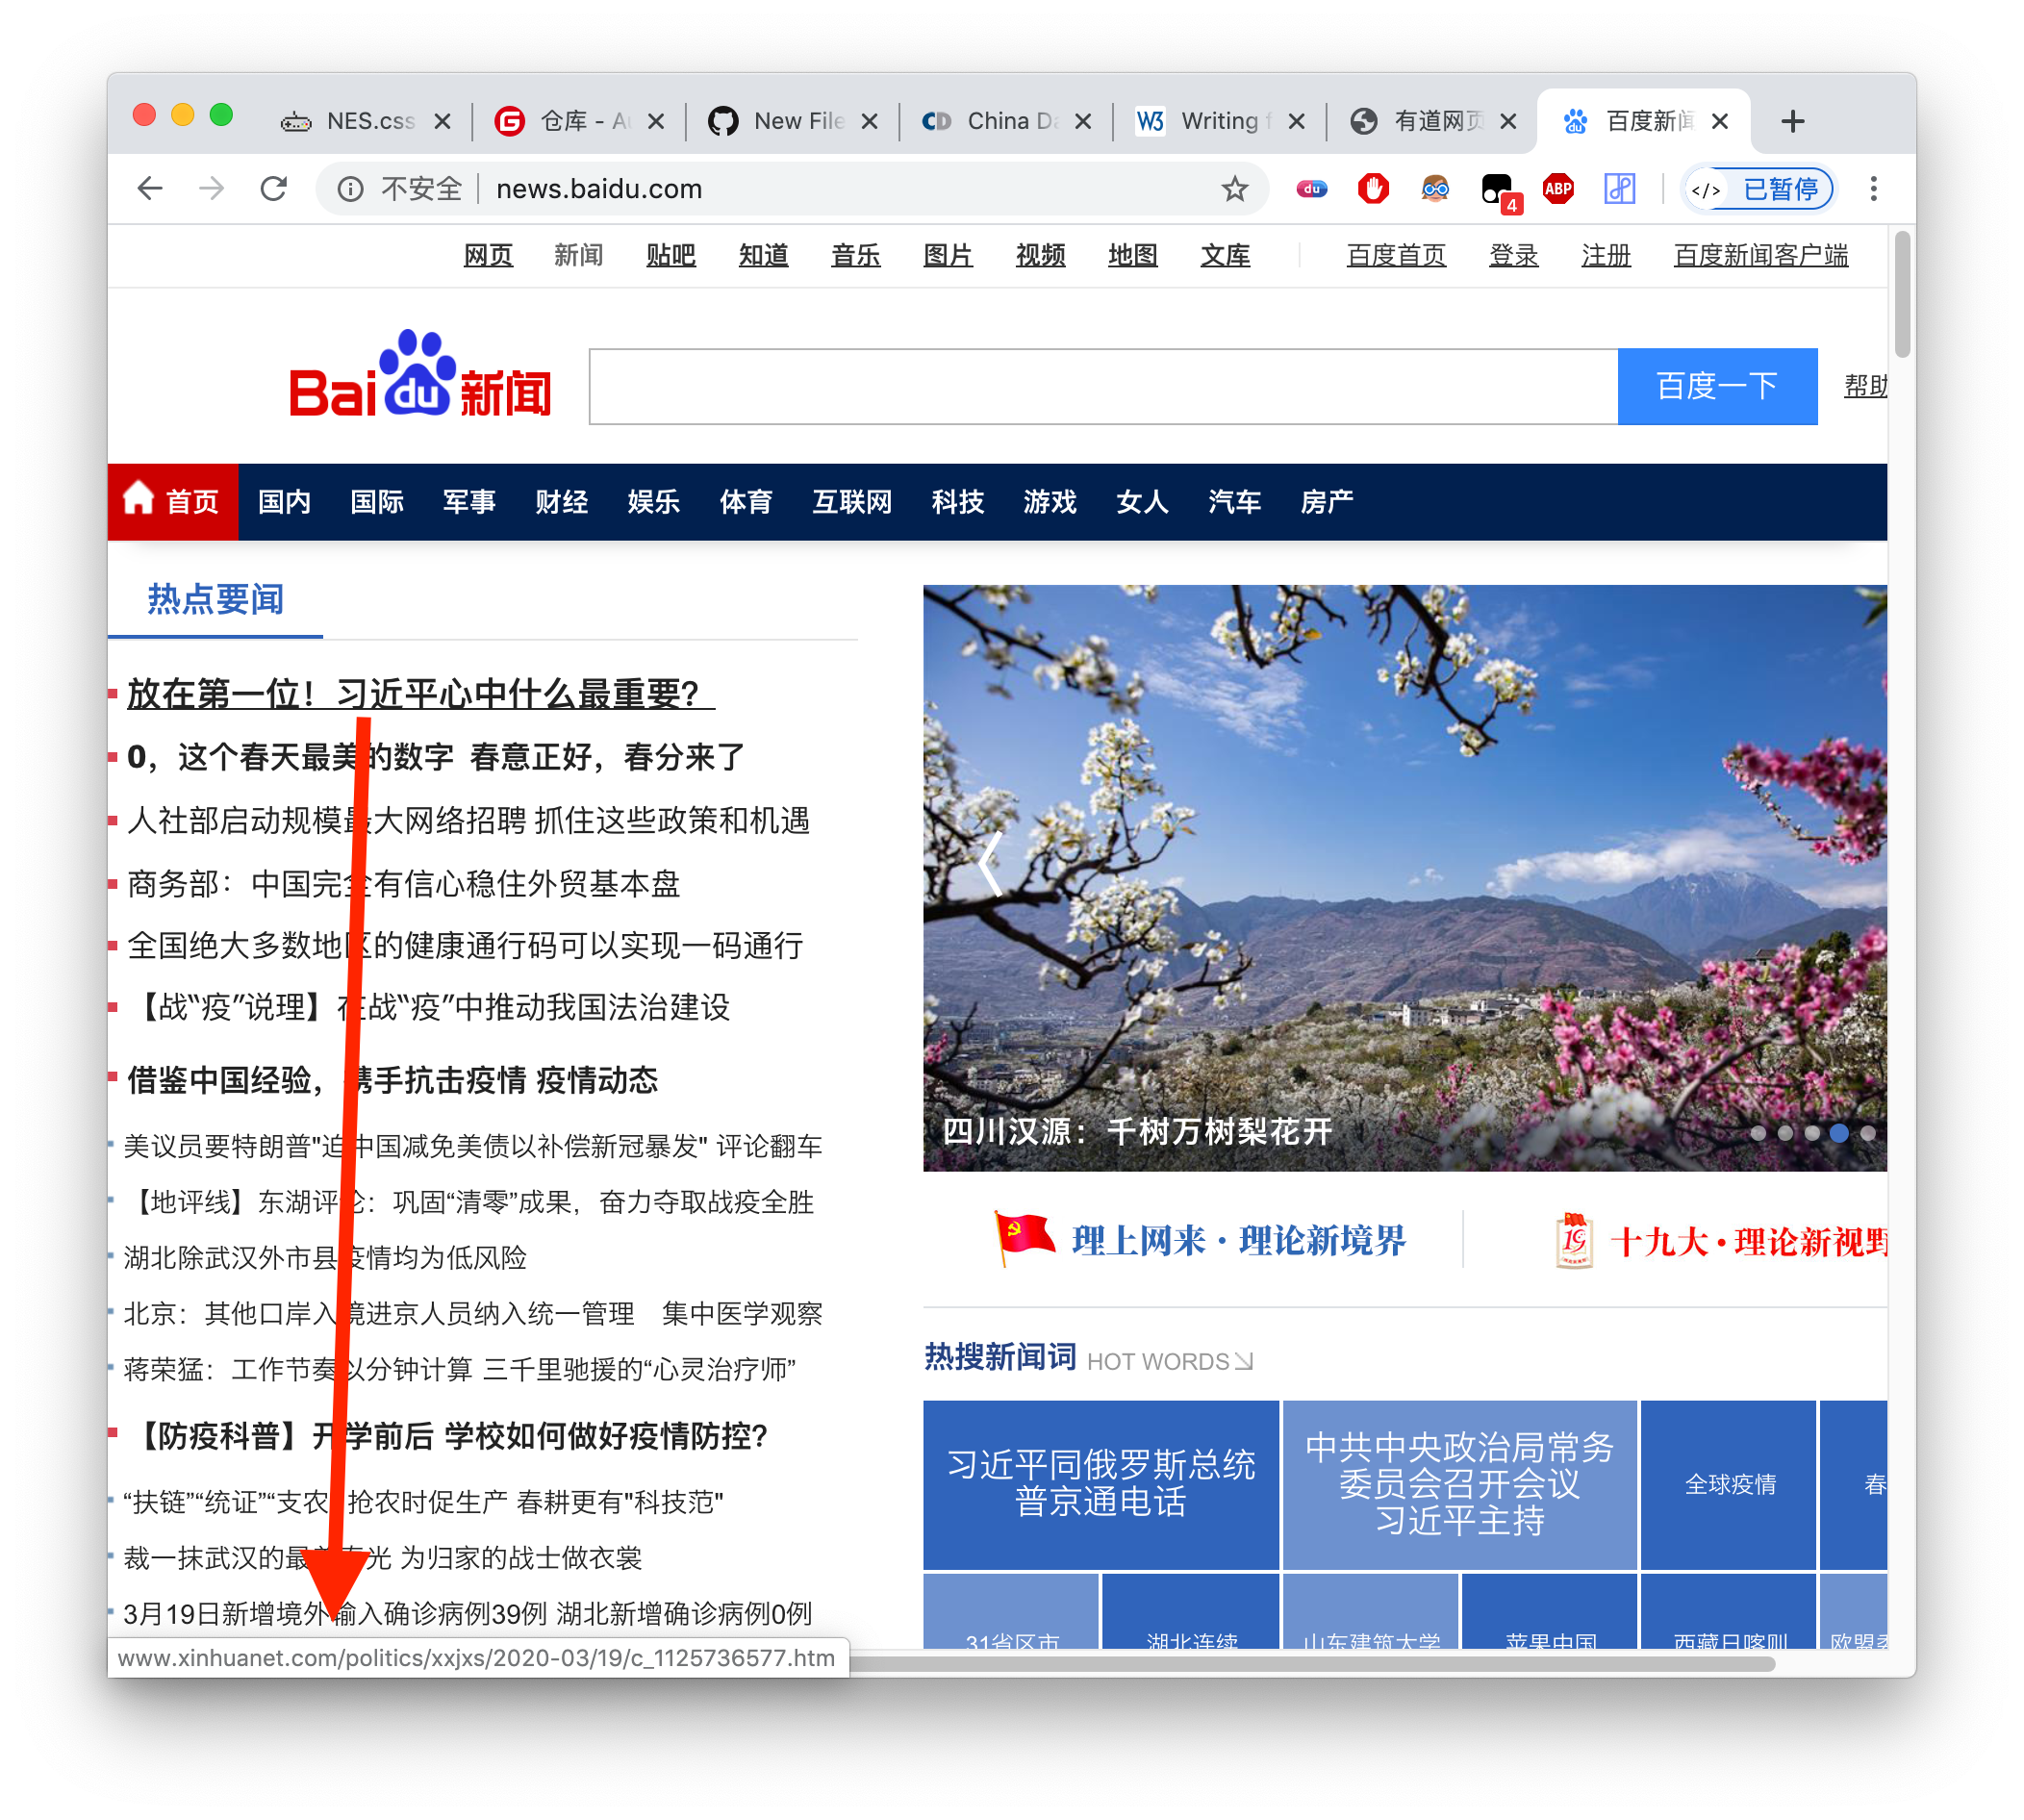 NES.css
仓库 - Au
New File
CD China Da
W3 Writing f
有道网页
du 百度新闻
不安全 news.baidu.com
du 4 ABP </> 已暂停
网页 新闻 贴吧 知道 音乐 图片 视频 地图 文库 百度首页 登录 注册 百度新闻客户端
Bai du 新闻 百度一下 帮助
首页 国内 国际 军事 财经 娱乐 体育 互联网 科技 游戏 女人 汽车 房产
热点要闻
放在第一位！习近平心中什么最重要?
0，这个春天最美的数字 春意正好，春分来了
人社部启动规模最大网络招聘 抓住这些政策和机遇
商务部：中国完全有信心稳住外贸基本盘
全国绝大多数地区的健康通行码可以实现一码通行
【战“疫”说理】在战“疫”中推动我国法治建设
借鉴中国经验，携手抗击疫情 疫情动态
美议员要特朗普"迫中国减免美债以补偿新冠暴发" 评论翻车
【地评线】东湖评论：巩固“清零”成果，奋力夺取战疫全胜
湖北除武汉外市县疫情均为低风险
北京：其他口岸入境进京人员纳入统一管理 集中医学观察
蒋荣猛：工作节奏以分钟计算 三千里驰援的“心灵治疗师”
【防疫科普】开学前后 学校如何做好疫情防控?
“扶链”“统证”“支农”抢农时促生产 春耕更有"科技范"
裁一抹武汉的最美春光 为归家的战士做衣裳
3月19日新增境外输入确诊病例39例 湖北新增确诊病例0例
www.xinhuanet.com/politics/xxjxs/2020-03/19/c_1125736577.htm
四川汉源：千树万树梨花开
理上网来·理论新境界
19 十九大·理论新视野
热搜新闻词 HOT WORDS
习近平同俄罗斯总统
普京通电话
中共中央政治局常务
委员会召开会议
习近平主持
全球疫情
春
31省区市
湖北连续
山东建筑大学
苹果中国
西藏日喀则
欧盟委